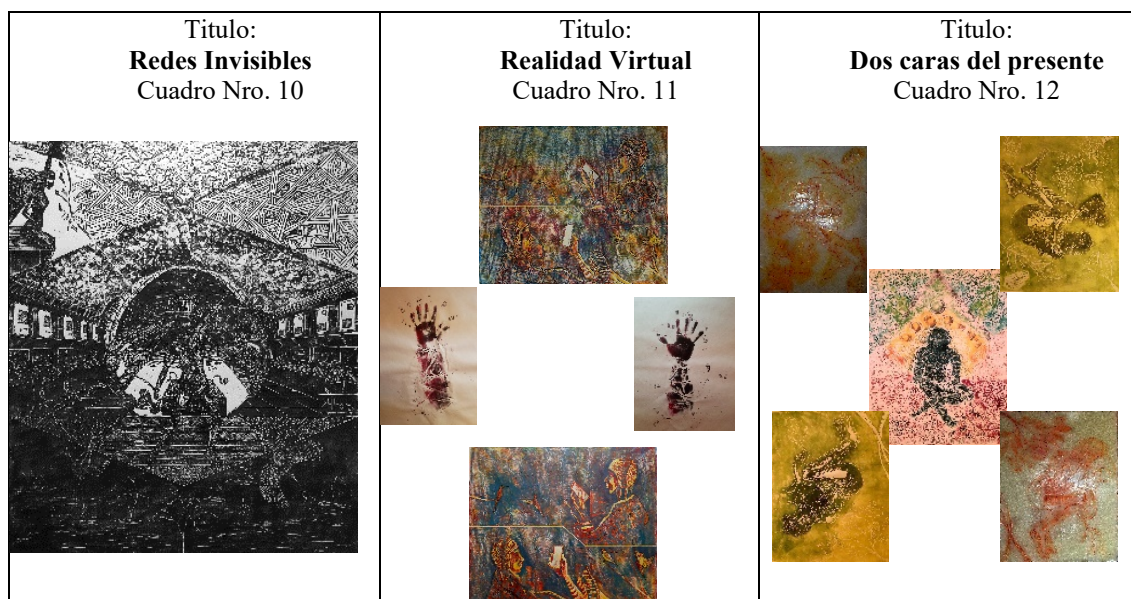 Titulo:
Redes Invisibles
Cuadro Nro. 10
Titulo:
Realidad Virtual
Cuadro Nro. 11
Titulo:
Dos caras del presente
Cuadro Nro. 12